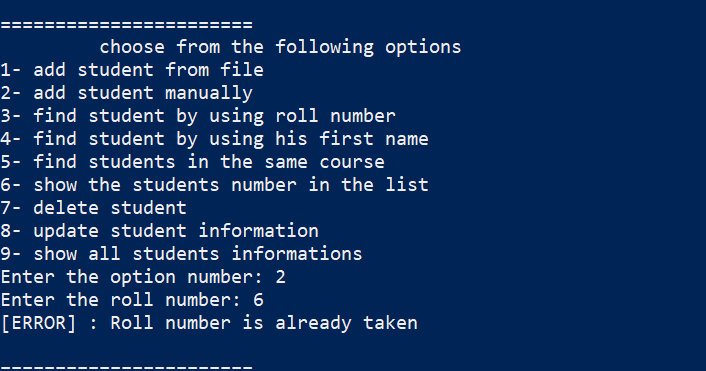 =======================
choose from the following options
1- add student from file
2- add student manually
3- find student by using roll number
4- find student by using his first name
5- find students in the same course
6- show the students number in the list
7- delete student
8- update student information
9- show all students informations
Enter the option number: 2
Enter the roll number: 6
[ERROR] : Roll number is already taken
=======================